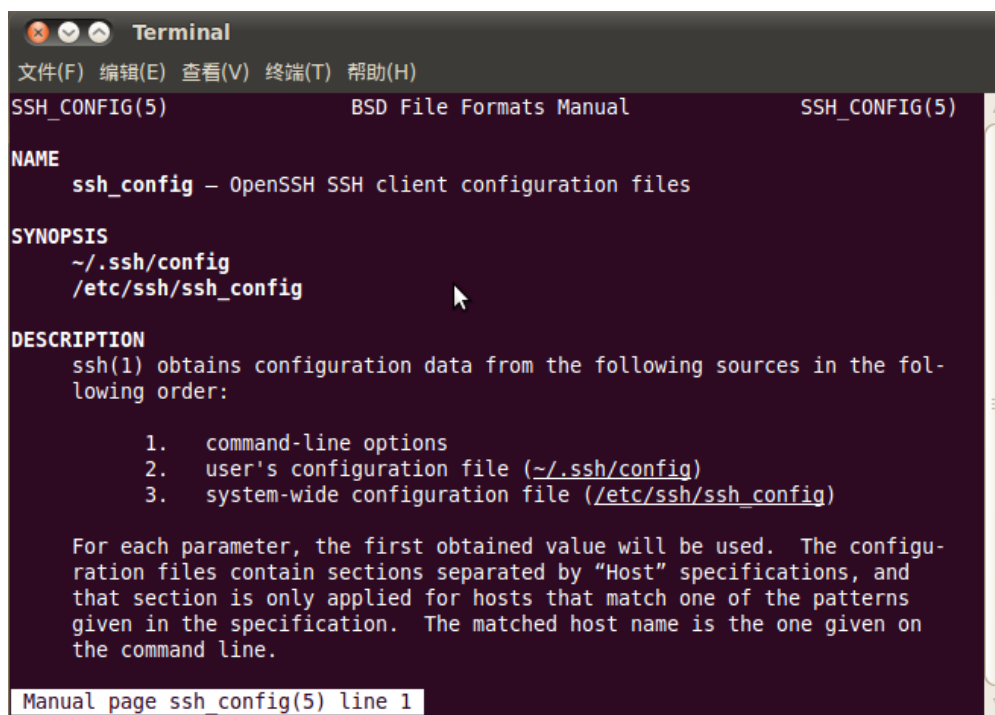 Terminal
文件(F) 编辑(E) 查看(V) 终端(T) 帮助(H)
SSH_CONFIG(5) BSD File Formats Manual SSH_CONFIG(5)
NAME
ssh_config — OpenSSH SSH client configuration files
SYNOPSIS
~/.ssh/config
/etc/ssh/ssh_config
DESCRIPTION
ssh(1) obtains configuration data from the following sources in the fol-
lowing order:
1. command-line options
2. user's configuration file (~/.ssh/config)
3. system-wide configuration file (/etc/ssh/ssh_config)
For each parameter, the first obtained value will be used. The configu-
ration files contain sections separated by “Host” specifications, and
that section is only applied for hosts that match one of the patterns
given in the specification. The matched host name is the one given on
the command line.
Manual page ssh_config(5) line 1